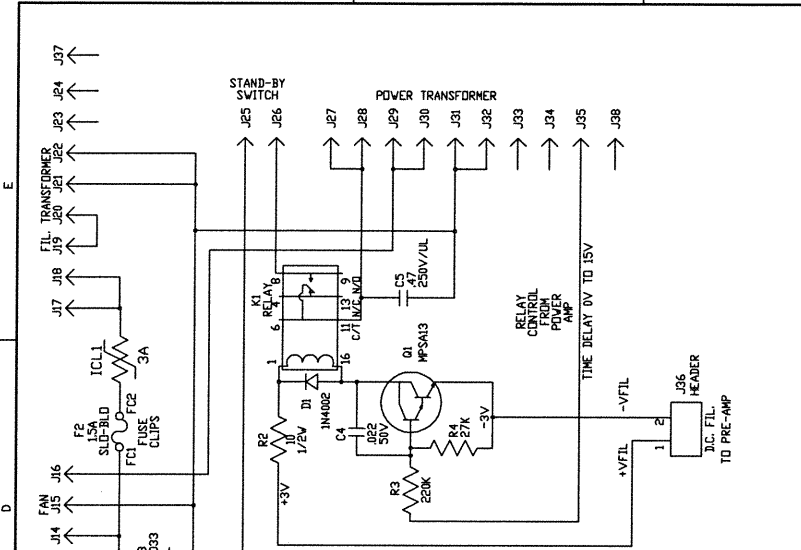 J37
J24
J23
J22
J21
J20
J19
J18
J17
J16
J15
J14
FIL. TRANSFORMER
FAN
STAND-BY
SWITCH
POWER TRANSFORMER
J25
J26
J27
J28
J29
J30
J31
J32
J33
J34
J35
J38
E
D
K1
RELAY
8
4
6
9
13
11
N/O
N/C
C/T
1
16
C5
.47
250V/UL
RELAY
CONTROL
FROM
POWER
AMP
TIME DELAY 0V TO 15V
ICL1
3A
F2
1.5A
SLO-BLO
FC2
FC1
FUSE
CLIPS
D1
1N4002
Q1
MPSA13
R2
10
1/2W
C4
.022
50V
R4
27K
-3V
+3V
R3
220K
-VFIL
+VFIL
J36
HEADER
2
1
D.C. FIL.
TO PRE-AMP